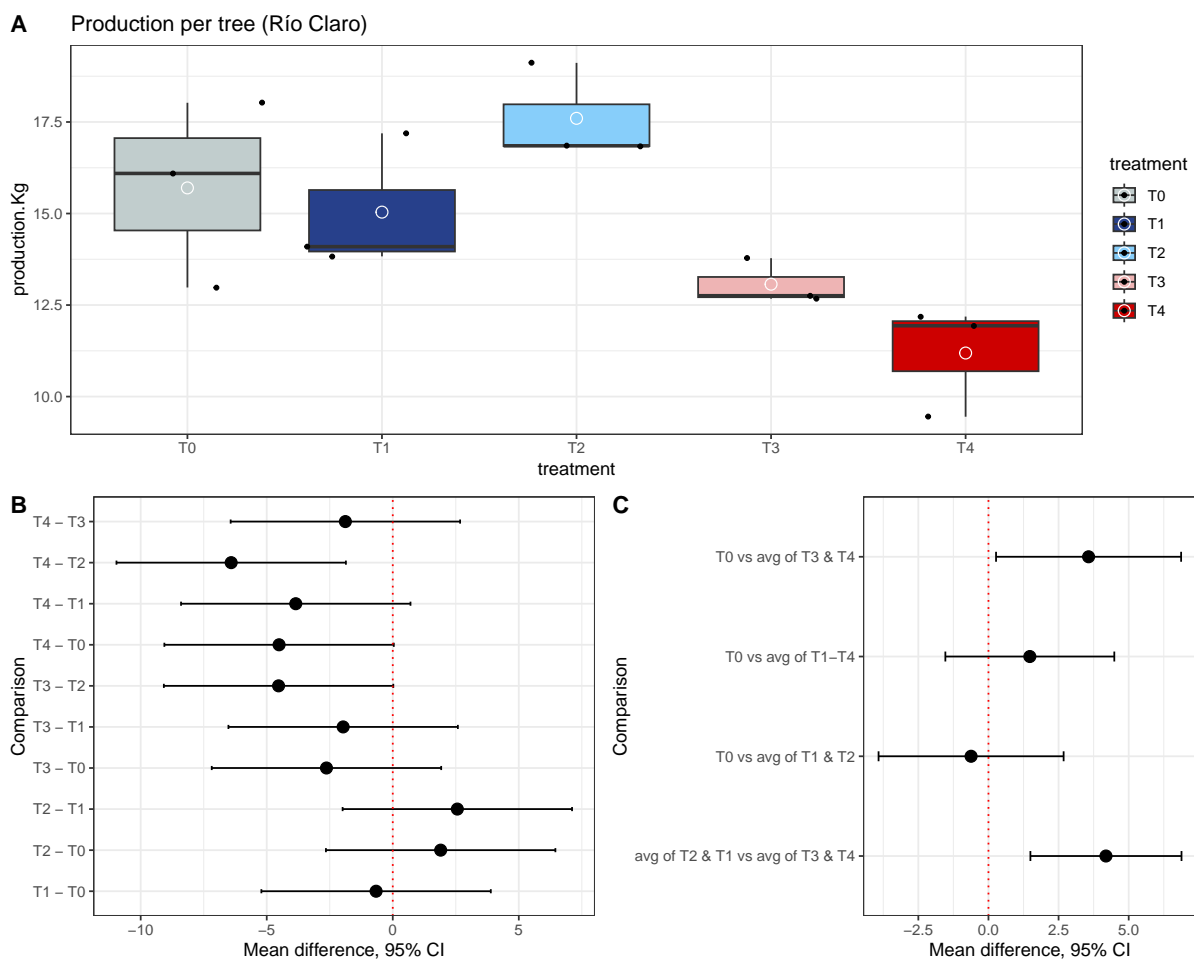 A
Production per tree (Río Claro)
production.Kg
17.5
15.0
12.5
10.0
T0
T1
T2
T3
T4
treatment
treatment
T0
T1
T2
T3
T4
B
Comparison
T4 − T3
T4 − T2
T4 − T1
T4 − T0
T3 − T2
T3 − T1
T3 − T0
T2 − T1
T2 − T0
T1 − T0
−10
−5
0
5
Mean difference, 95% CI
C
Comparison
T0 vs avg of T3 & T4
T0 vs avg of T1−T4
T0 vs avg of T1 & T2
avg of T2 & T1 vs avg of T3 & T4
−2.5
0.0
2.5
5.0
Mean difference, 95% CI